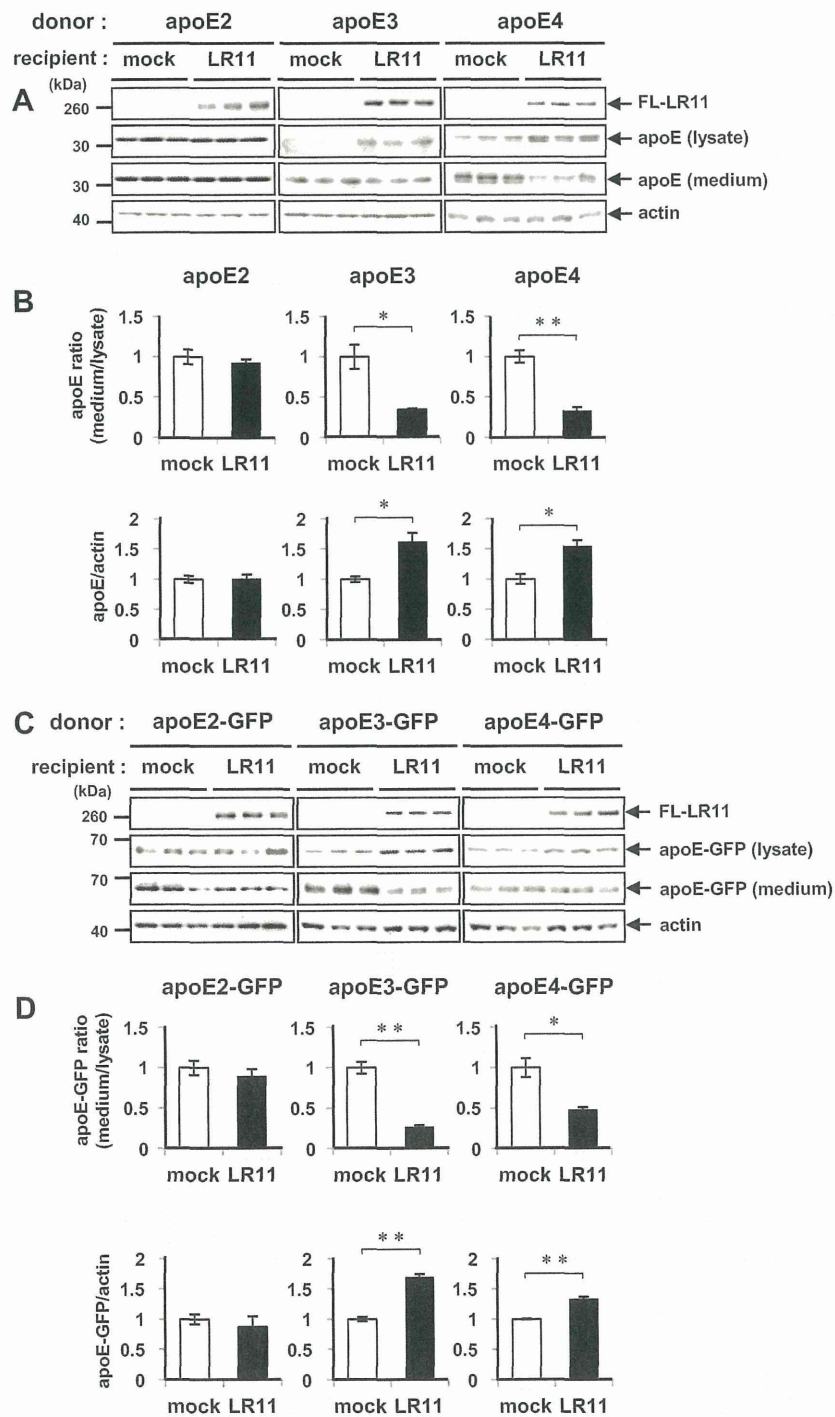 donor : apoE2 apoE3 apoE4
recipient : mock LR11 mock LR11 mock LR11
(kDa)
A
260 FL-LR11
30 apoE (lysate)
30 apoE (medium)
40 actin
B
apoE2 apoE3 apoE4
apoE ratio
(medium/lysate)
1.5 1.5 * 1.5 * *
1 1 1
0.5 0.5 0.5
0 0 0
mock LR11 mock LR11 mock LR11
apoE/actin
2 2 * 2 *
1.5 1.5 1.5
1 1 1
0.5 0.5 0.5
0 0 0
mock LR11 mock LR11 mock LR11
C
donor : apoE2-GFP apoE3-GFP apoE4-GFP
recipient : mock LR11 mock LR11 mock LR11
(kDa)
260 FL-LR11
70 apoE-GFP (lysate)
70 apoE-GFP (medium)
40 actin
D
apoE2-GFP apoE3-GFP apoE4-GFP
apoE-GFP ratio
(medium/lysate)
1.5 1.5 * * 1.5 *
1 1 1
0.5 0.5 0.5
0 0 0
mock LR11 mock LR11 mock LR11
apoE-GFP/actin
2 2 * * 2 * *
1.5 1.5 1.5
1 1 1
0.5 0.5 0.5
0 0 0
mock LR11 mock LR11 mock LR11